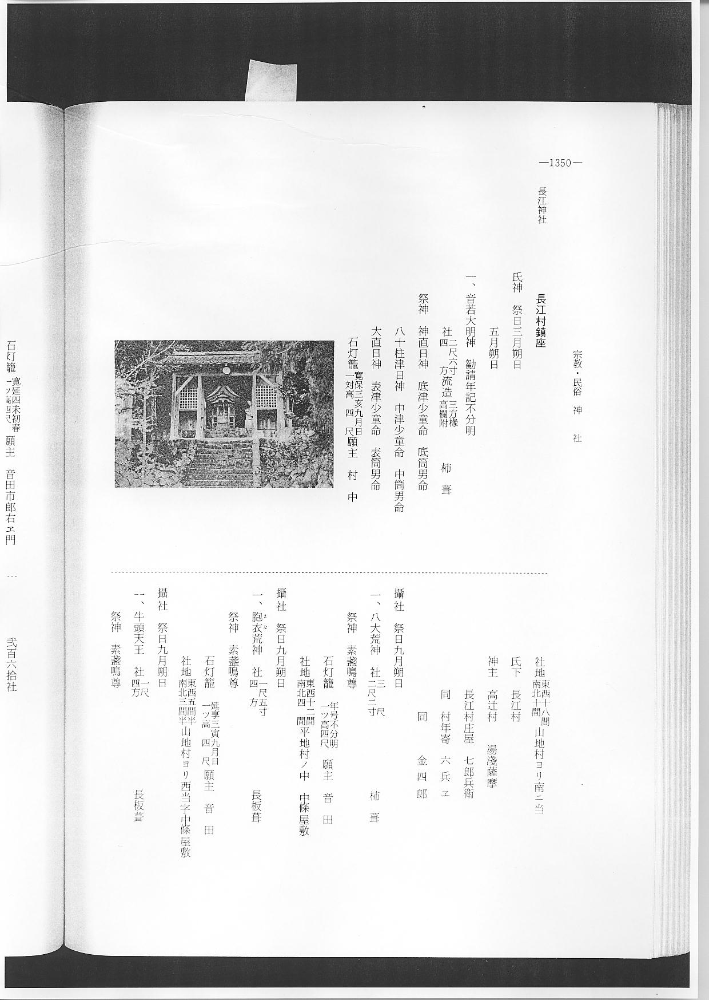 ―1350―
宗教・民俗 神社
長江神社
長江村鎮座
氏神 祭日三月朔日
五月朔日
一、音若大明神 勧請年記不分明
社 二尺六寸四方 流造 三方椽高欄附 柿葺
祭神 神直日神 底津少童命 底筒男命
八十柱津日神 中津少童命 中筒男命
大直日神 表津少童命 表筒男命
石灯籠 寛保三亥九月日一対高四尺 願主 村中
社地 東西十八間南北十間 山地村ヨリ南ニ当
氏下 長江村
神主 高辻村 湯淺薩摩
長江村庄屋 七郎兵衛
同 村年寄 六兵ヱ
同 金四郎
攝社 祭日九月朔日
一、八大荒神 社 三尺二尺二寸 柿葺
祭神 素盞鳴尊
石灯籠 年号不分明一ッ高四尺 願主 音田
社地 東西十二間南北四間 平地村ノ中 中條屋敷
攝社 祭日九月朔日
一、胞衣荒神 社 一尺五寸四方 長板葺
えな
祭神 素盞鳴尊
石灯籠 延享三寅九月日一ッ高四尺 願主 音田
社地 東西五間半南北三間半 山地村ヨリ西当字中條屋敷
攝社 祭日九月朔日
一、牛頭天王 社 一尺四方 長板葺
祭神 素盞鳴尊
石灯籠 寛延四未初春一ッ高四尺 願主 音田市郎右ヱ門
弐百六拾社